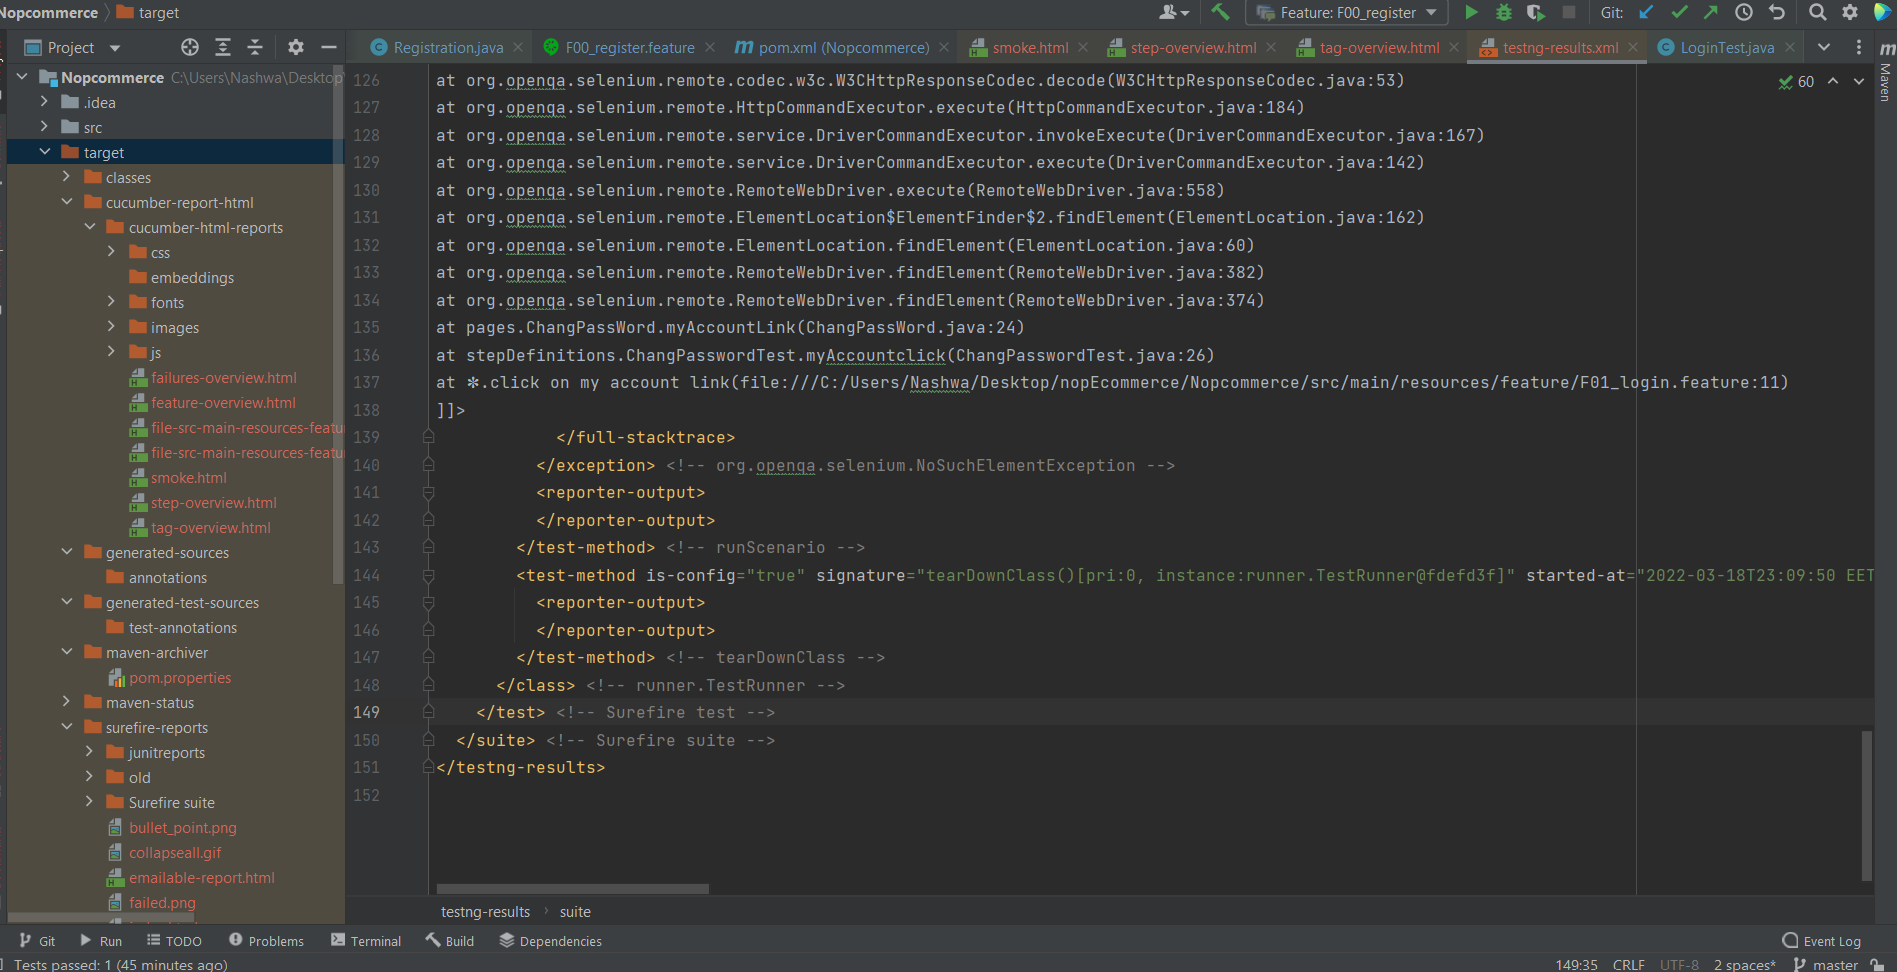 Nopcommerce target
Feature: F00_register Git:
Project Registration.java F00_register.feature pom.xml (Nopcommerce) smoke.html step-overview.html tag-overview.html testng-results.xml LoginTest.java
Maven
Nopcommerce C:\Users\Nashwa\Desktop\
.idea
src
target
classes
cucumber-report-html
cucumber-html-reports
css
embeddings
fonts
images
js
failures-overview.html
feature-overview.html
file-src-main-resources-featu
file-src-main-resources-featu
smoke.html
step-overview.html
tag-overview.html
generated-sources
annotations
generated-test-sources
test-annotations
maven-archiver
pom.properties
maven-status
surefire-reports
junitreports
old
Surefire suite
bullet_point.png
collapseall.gif
emailable-report.html
failed.png
60
126 at org.openqa.selenium.remote.codec.w3c.W3CHttpResponseCodec.decode(W3CHttpResponseCodec.java:53)
127 at org.openqa.selenium.remote.HttpCommandExecutor.execute(HttpCommandExecutor.java:184)
128 at org.openqa.selenium.remote.service.DriverCommandExecutor.invokeExecute(DriverCommandExecutor.java:167)
129 at org.openqa.selenium.remote.service.DriverCommandExecutor.execute(DriverCommandExecutor.java:142)
130 at org.openqa.selenium.remote.RemoteWebDriver.execute(RemoteWebDriver.java:558)
131 at org.openqa.selenium.remote.ElementLocation$ElementFinder$2.findElement(ElementLocation.java:162)
132 at org.openqa.selenium.remote.ElementLocation.findElement(ElementLocation.java:60)
133 at org.openqa.selenium.remote.RemoteWebDriver.findElement(RemoteWebDriver.java:382)
134 at org.openqa.selenium.remote.RemoteWebDriver.findElement(RemoteWebDriver.java:374)
135 at pages.ChangPassWord.myAccountLink(ChangPassWord.java:24)
136 at stepDefinitions.ChangPasswordTest.myAccountclick(ChangPasswordTest.java:26)
137 at ✽.click on my account link(file:///C:/Users/Nashwa/Desktop/nopEcommerce/Nopcommerce/src/main/resources/feature/F01_login.feature:11)
138 ]]>
139 </full-stacktrace>
140 </exception> <!-- org.openqa.selenium.NoSuchElementException -->
141 <reporter-output>
142 </reporter-output>
143 </test-method> <!-- runScenario -->
144 <test-method is-config="true" signature="tearDownClass()[pri:0, instance:runner.TestRunner@fdefd3f]" started-at="2022-03-18T23:09:50 EET
145 <reporter-output>
146 </reporter-output>
147 </test-method> <!-- tearDownClass -->
148 </class> <!-- runner.TestRunner -->
149 </test> <!-- Surefire test -->
150 </suite> <!-- Surefire suite -->
151 </testng-results>
152
testng-results suite
Git Run TODO Problems Terminal Build Dependencies Event Log
Tests passed: 1 (45 minutes ago) 149:35 CRLF UTF-8 2 spaces* master